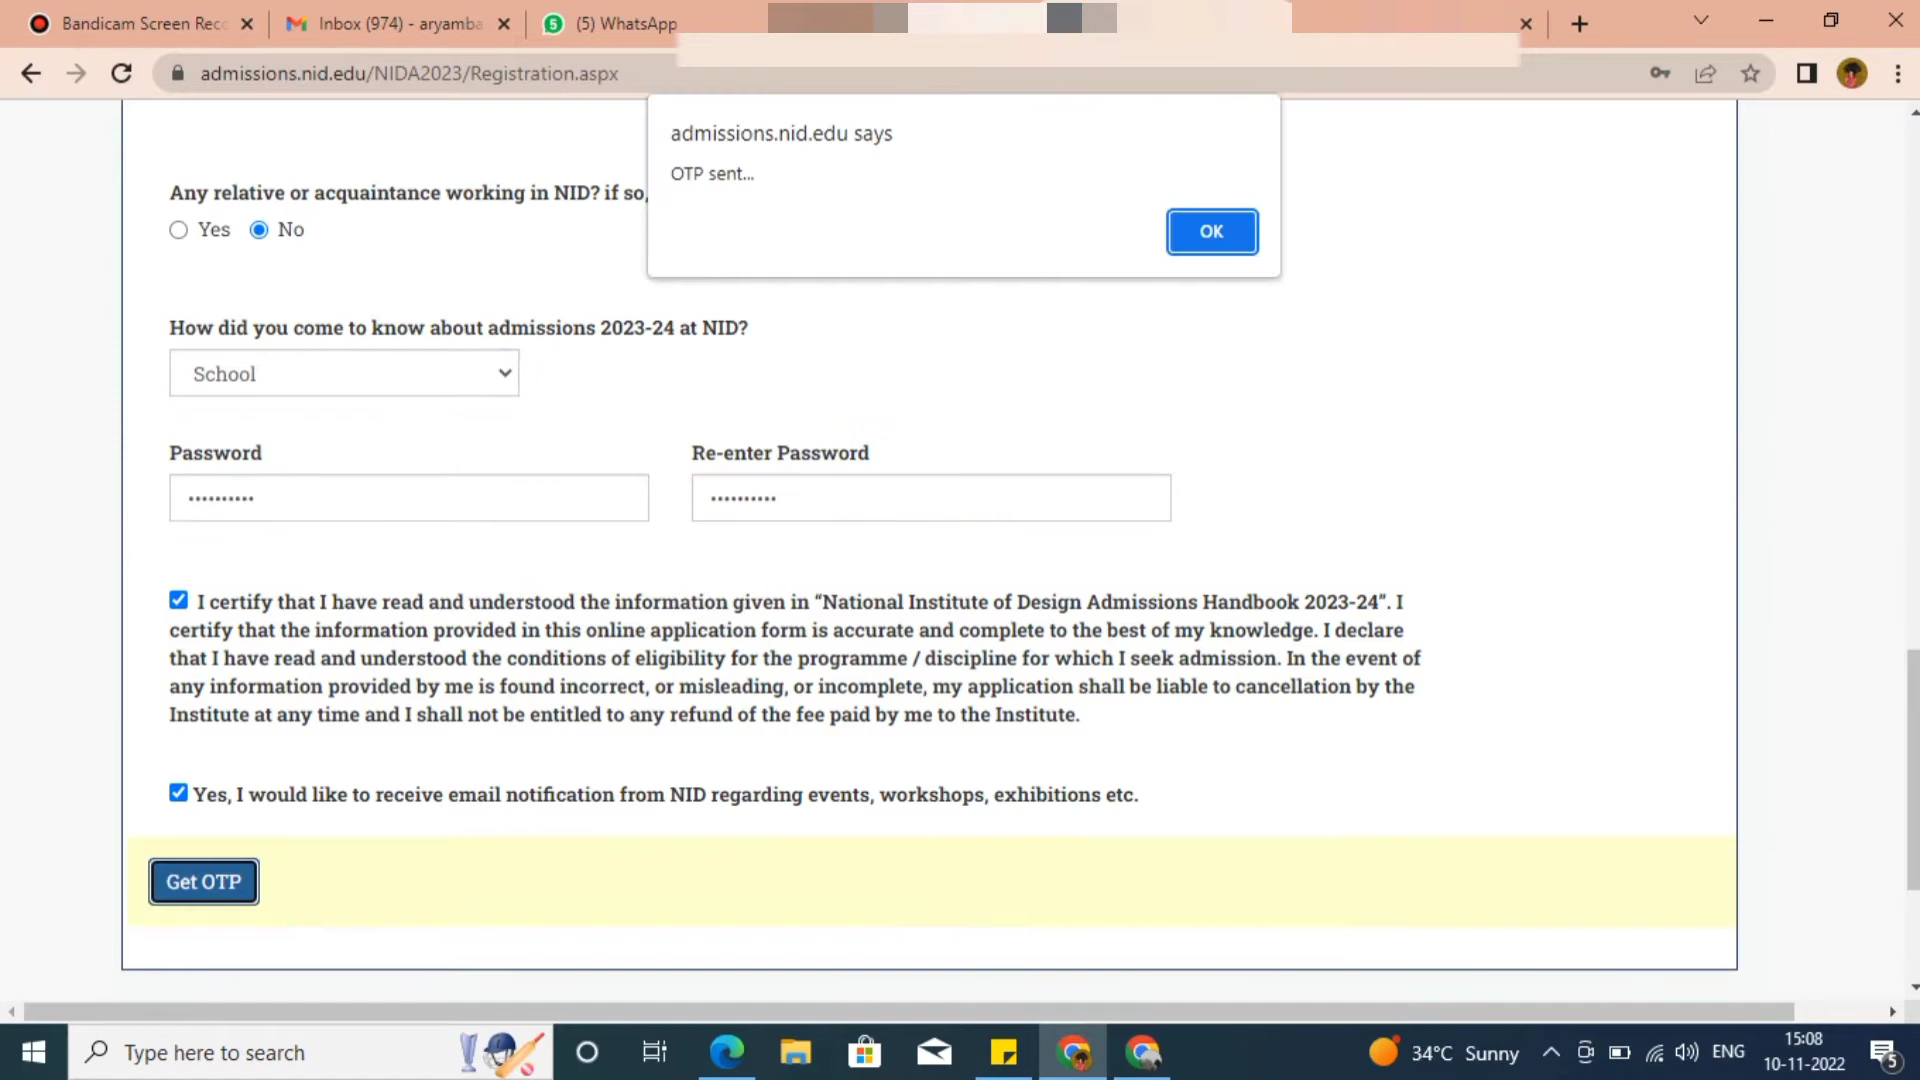 Bandicam Screen Rec
Inbox (974) - aryamba
5 (5) WhatsApp
admissions.nid.edu/NIDA2023/Registration.aspx
admissions.nid.edu says
OTP sent...
OK
Any relative or acquaintance working in NID? if so,
Yes No
How did you come to know about admissions 2023-24 at NID?
School
Password Re-enter Password
I certify that I have read and understood the information given in “National Institute of Design Admissions Handbook 2023-24”. I
certify that the information provided in this online application form is accurate and complete to the best of my knowledge. I declare
that I have read and understood the conditions of eligibility for the programme / discipline for which I seek admission. In the event of
any information provided by me is found incorrect, or misleading, or incomplete, my application shall be liable to cancellation by the
Institute at any time and I shall not be entitled to any refund of the fee paid by me to the Institute.
Yes, I would like to receive email notification from NID regarding events, workshops, exhibitions etc.
Get OTP
Type here to search
34°C Sunny
ENG
15:08
10-11-2022
5